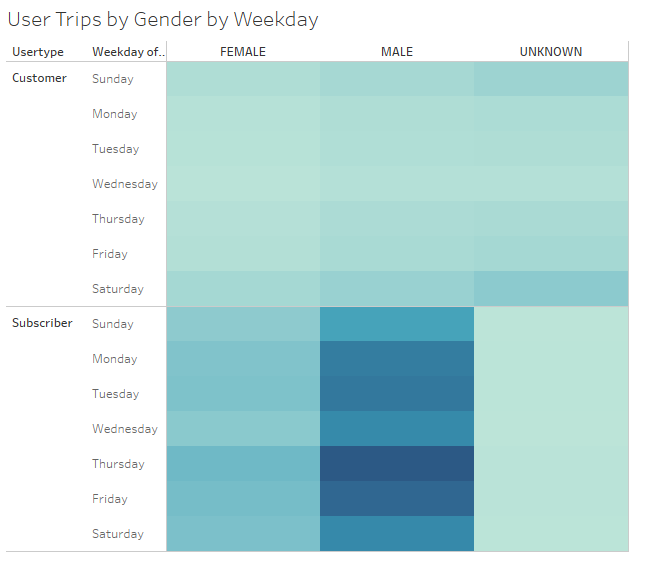 User Trips by Gender by Weekday
Usertype Weekday of.. FEMALE MALE UNKNOWN
Customer Sunday
Monday
Tuesday
Wednesday
Thursday
Friday
Saturday
Subscriber Sunday
Monday
Tuesday
Wednesday
Thursday
Friday
Saturday